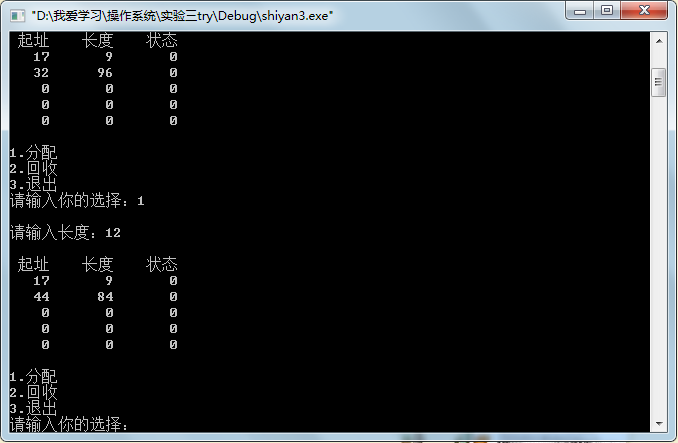 "D:\我爱学习\操作系统\实验三try\Debug\shiyan3.exe"
起址 长度 状态
17 9 0
32 96 0
0 0 0
0 0 0
0 0 0
1.分配
2.回收
3.退出
请输入你的选择：1
请输入长度：12
起址 长度 状态
17 9 0
44 84 0
0 0 0
0 0 0
0 0 0
1.分配
2.回收
3.退出
请输入你的选择：